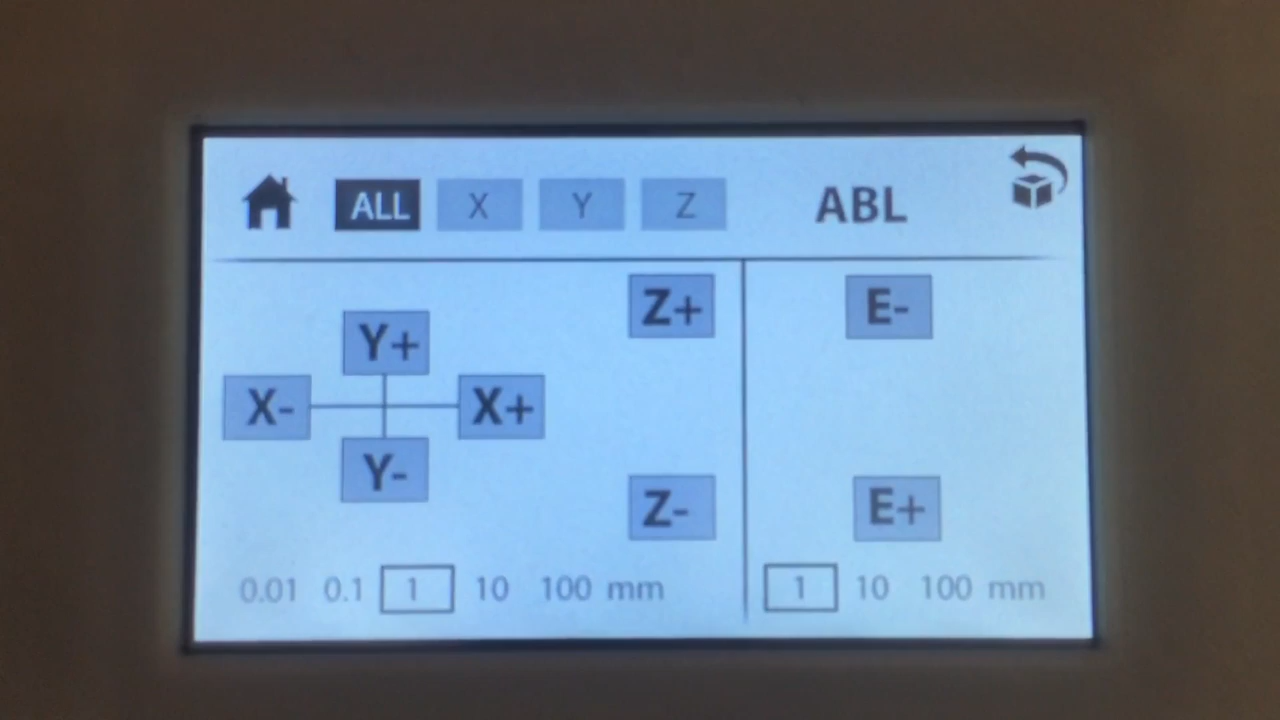 ALL X Y Z ABL
Z+ E-
Y+
X- X+
Y-
Z- E+
0.01 0.1 1 10 100 mm 1 10 100 mm